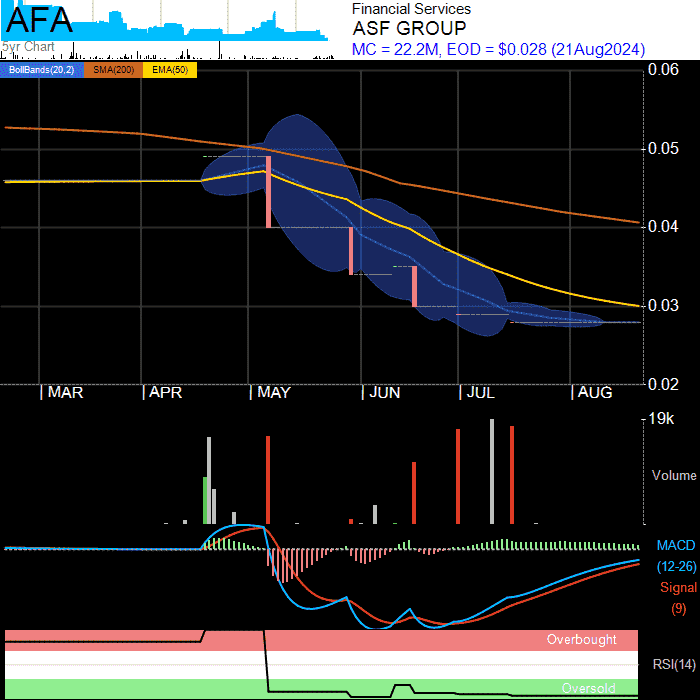 AFA
5yr Chart
Financial Services
ASF GROUP
MC = 22.2M, EOD = $0.028 (21Aug2024)
BollBands(20,2) SMA(200) EMA(50)
0.06
0.05
0.04
0.03
0.02
| MAR | APR | MAY | JUN | JUL | AUG
19k
Volume
MACD
(12-26)
Signal
(9)
Overbought
RSI(14)
Oversold